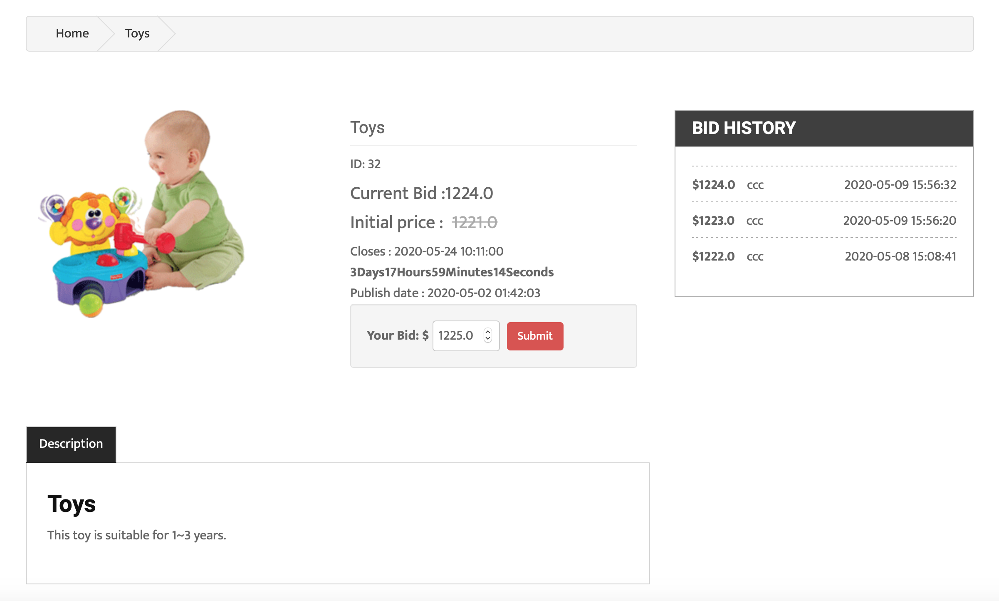 Home
Toys
Toys
ID: 32
Current Bid :1224.0
Initial price : 1221.0
Closes : 2020-05-24 10:11:00
3Days17Hours59Minutes14Seconds
Publish date : 2020-05-02 01:42:03
Your Bid: $ 1225.0 Submit
BID HISTORY
$1224.0 ccc 2020-05-09 15:56:32
$1223.0 ccc 2020-05-09 15:56:20
$1222.0 ccc 2020-05-08 15:08:41
Description
Toys
This toy is suitable for 1~3 years.